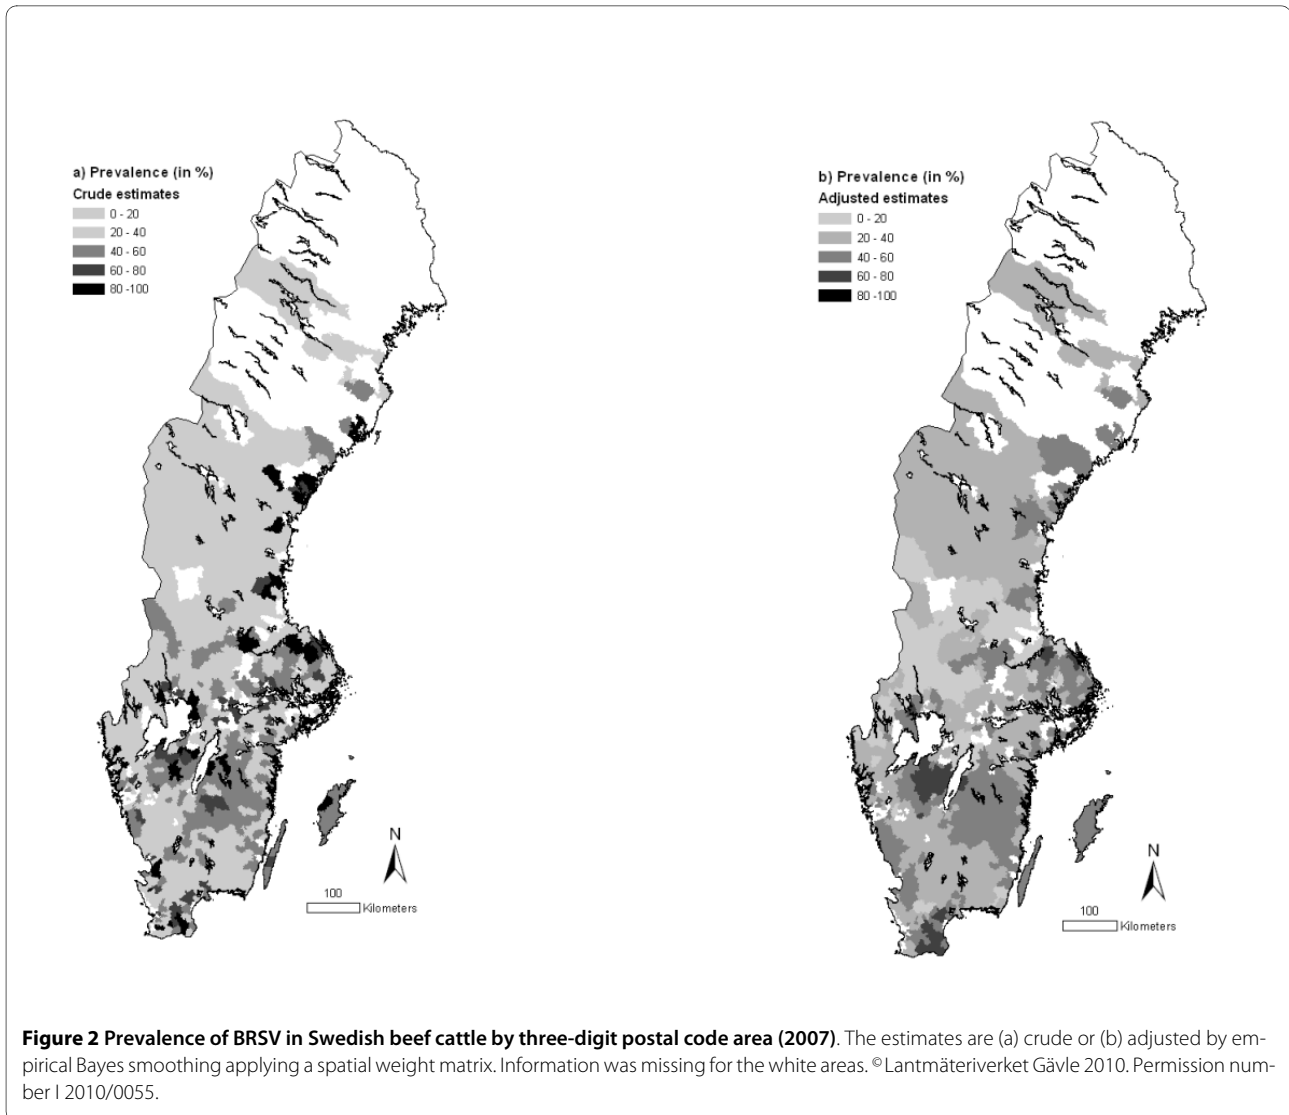 a) Prevalence (in %)
Crude estimates
0 - 20
20 - 40
40 - 60
60 - 80
80 -100
N
100
Kilometers
b) Prevalence (in %)
Adjusted estimates
0 - 20
20 - 40
40 - 60
60 - 80
80 -100
N
100
Kilometers
Figure 2 Prevalence of BRSV in Swedish beef cattle by three-digit postal code area (2007). The estimates are (a) crude or (b) adjusted by em-
pirical Bayes smoothing applying a spatial weight matrix. Information was missing for the white areas. ©Lantmäteriverket Gävle 2010. Permission num-
ber I 2010/0055.